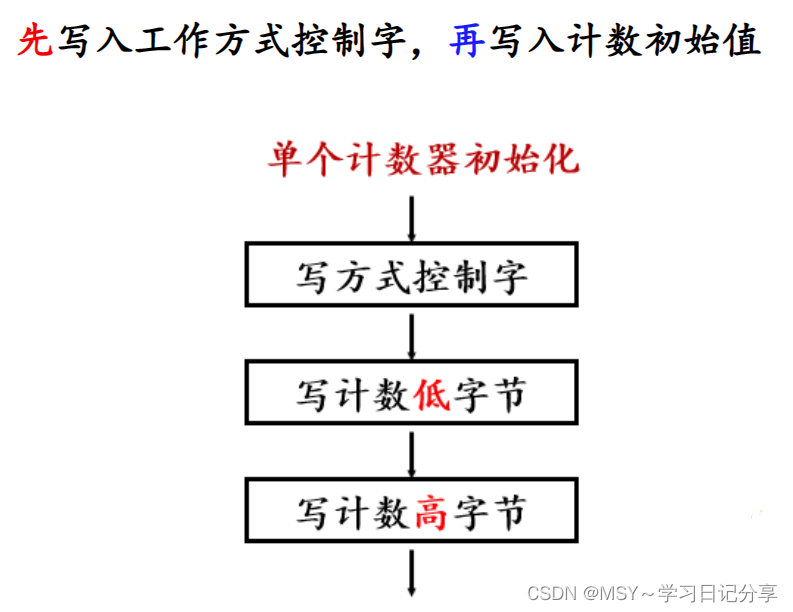 先写入工作方式控制字，再写入计数初始值
单个计数器初始化
写方式控制字
写计数低字节
写计数高字节
CSDN @MSY～学习日记分享